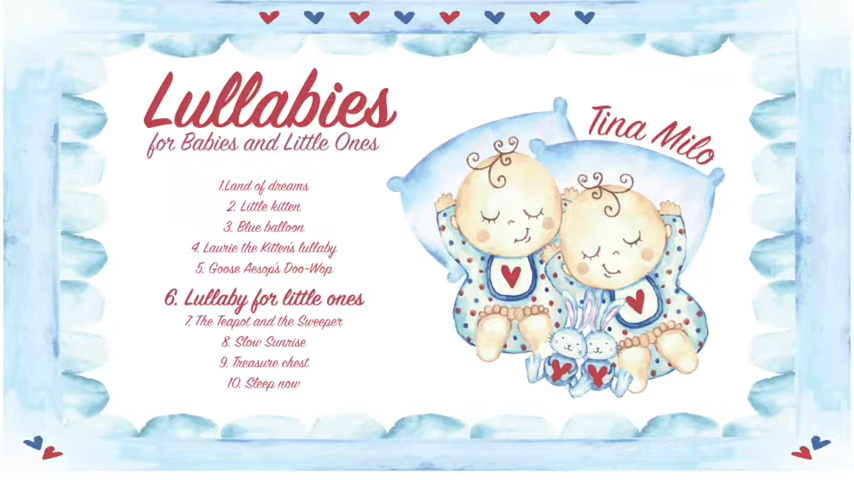 Lullabies
for Babies and Little Ones
Tina Milo
1.Land of dreams
2. Little kitten
3. Blue balloon
4. Laurie the Kitten's lullaby
5. Goose Aesop's Doo-Wop
6. Lullaby for little ones
7. The Teapot and the Sweeper
8. Slow Sunrise
9. Treasure chest
10. Sleep now